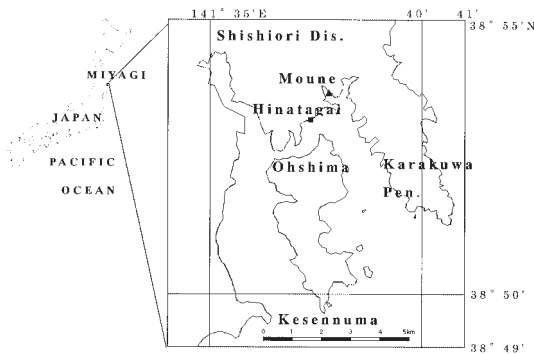 141° 35'E
40'
41'
38° 55'N
Shishiori Dis.
MIYAGI
Moune
Hinatagai
JAPAN
PACIFIC
OCEAN
Ohshima
Karakuwa
Pen.
38° 50'
Kesennuma
0 1 2 3 4 5km
38° 49'